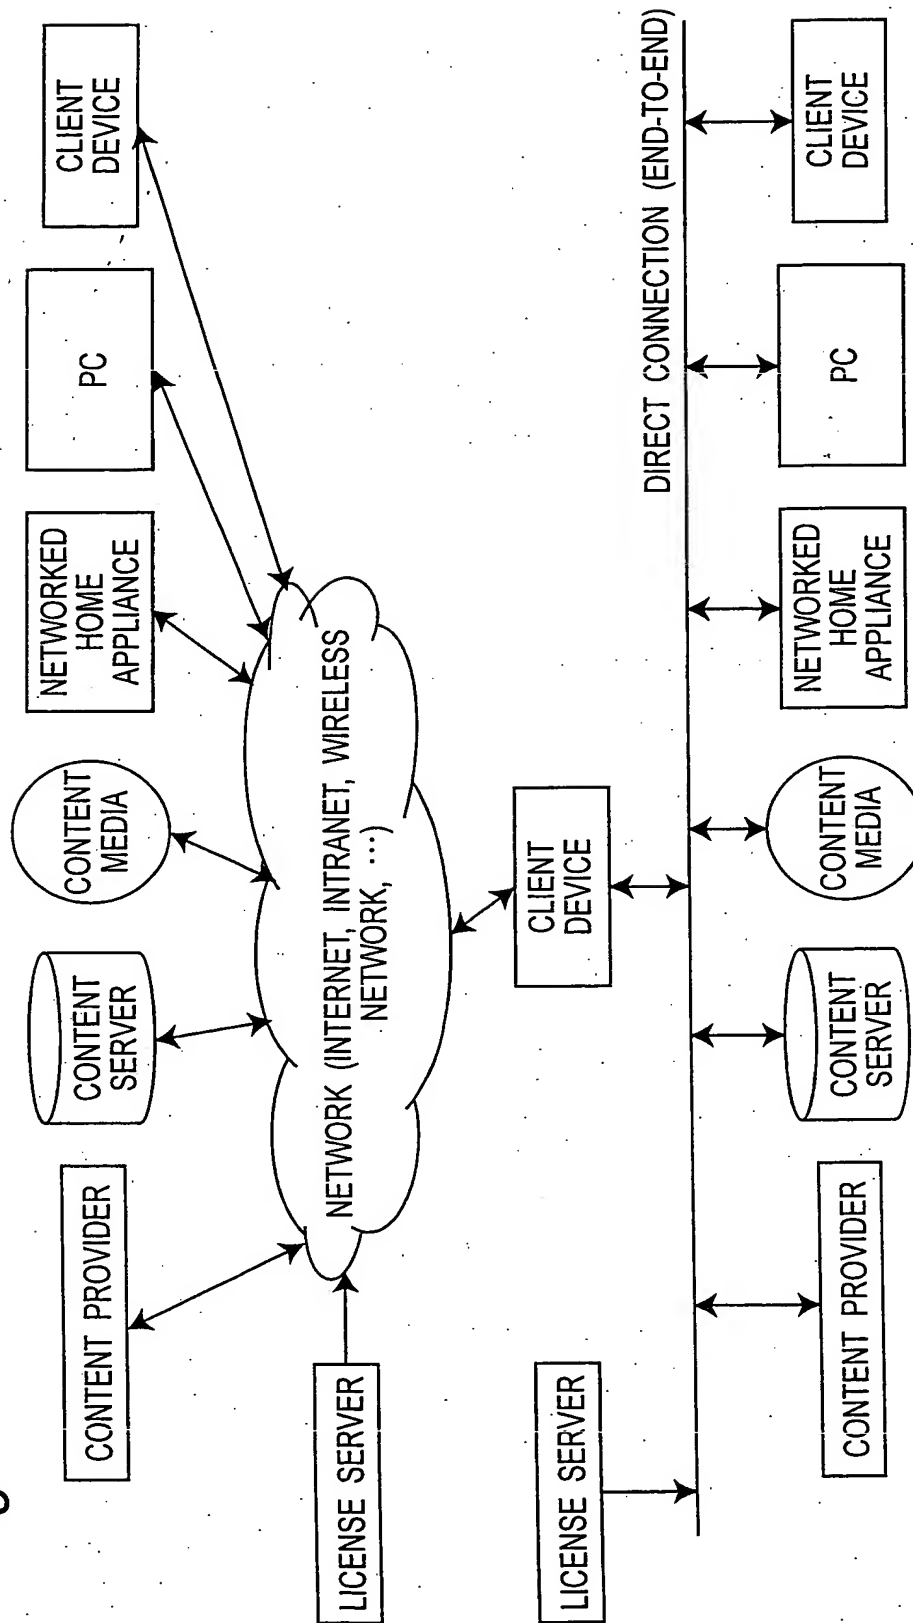 CONTENT PROVIDER
CONTENT
SERVER
CONTENT
MEDIA
NETWORKED
HOME
APPLIANCE
PC
CLIENT
DEVICE
LICENSE SERVER
NETWORK (INTERNET, INTRANET, WIRELESS
NETWORK, ···)
CLIENT
DEVICE
LICENSE SERVER
DIRECT CONNECTION (END-TO-END)
CONTENT PROVIDER
CONTENT
SERVER
CONTENT
MEDIA
NETWORKED
HOME
APPLIANCE
PC
CLIENT
DEVICE